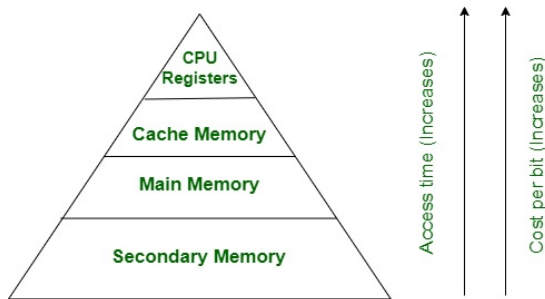 CPU
Registers
Cache Memory
Main Memory
Secondary Memory
Access time (Increases)
Cost per bit (Increases)